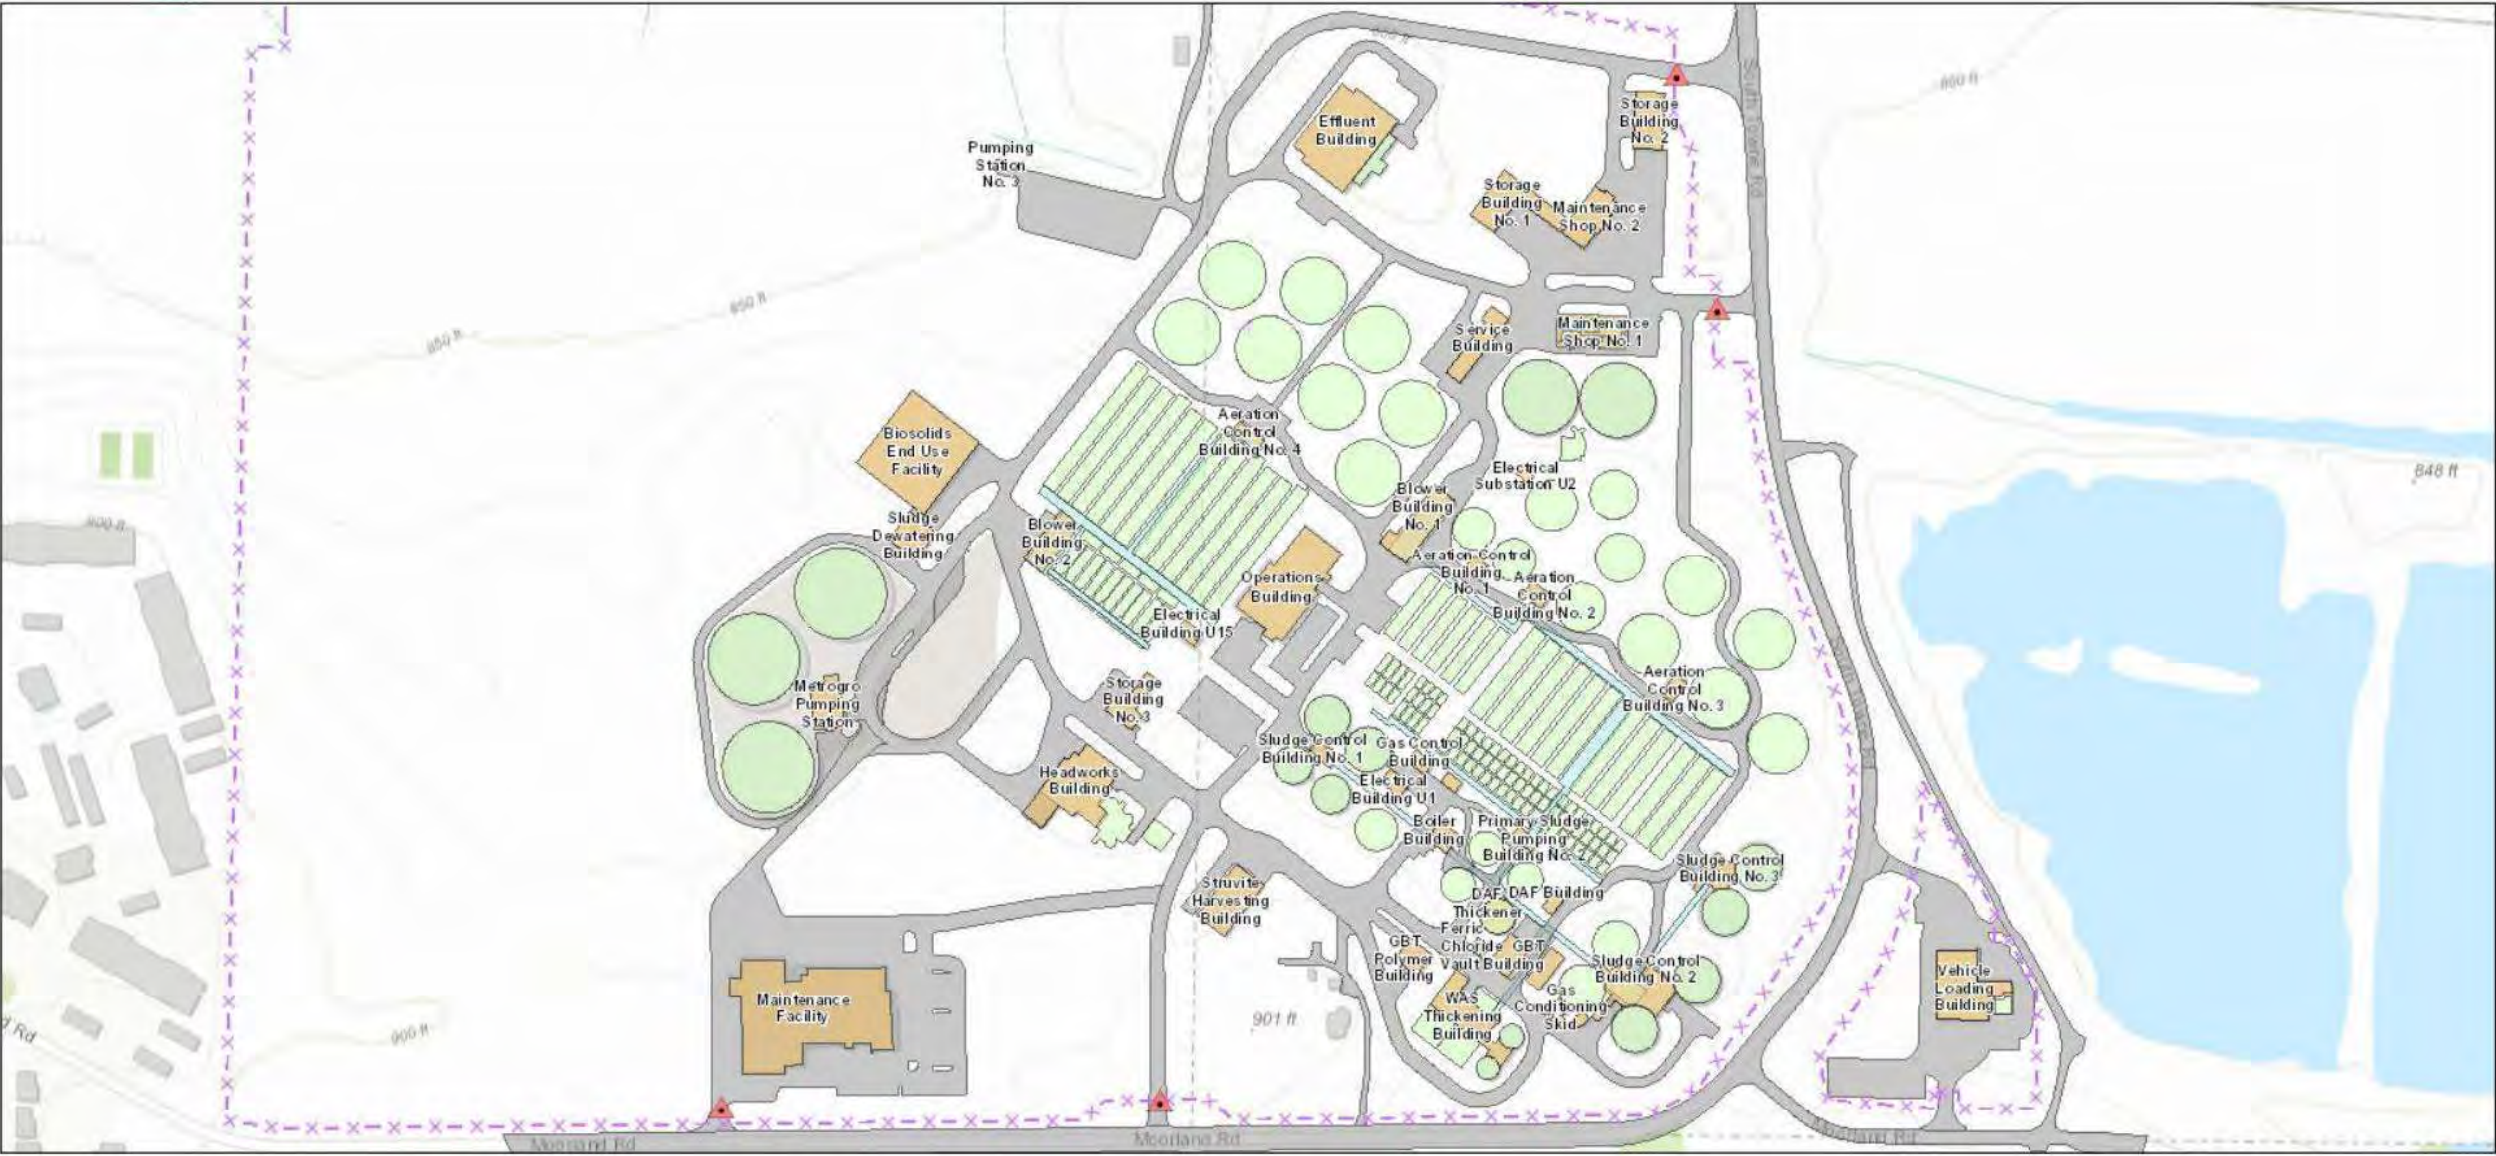 800 ft
South Towne Rd
860 ft
Storage
Building
No. 2
Effluent
Building
Pumping
Station
No. 3
Storage
Building
No. 1
Maintenance
Shop No. 2
850 ft
850 ft
Service
Building
Maintenance
Shop No. 1
Aeration
Control
Building No. 4
Biosolids
End Use
Facility
Electrical
Substation U2
848 ft
Blower
Building
No. 1
900 ft
Sludge
Dewatering
Building
Blower
Building
No. 2
Aeration Control
Building
No. 1
Aeration
Control
Building No. 2
Operations
Building
Electrical
Building U15
South Towne Rd
Aeration
Control
Building No. 3
Metrogro
Pumping
Station
Storage
Building
No. 3
Sludge Control
Building No. 1
Gas Control
Building
Headworks
Building
Electrical
Building U1
Boiler
Building
Primary Sludge
Pumping
Building No. 2
Sludge Control
Building No. 3
Struvite
Harvesting
Building
DAF
Thickener
DAF Building
Ferric
Chloride
Vault
GBT
Building
GBT
Polymer
Building
Sludge Control
Building No. 2
Vehicle
Loading
Building
Maintenance
Facility
WAS
Thickening
Building
Gas
Conditioning
Skid
901 ft
900 ft
d Rd
Moorland Rd
Moorland Rd
Moorland Rd